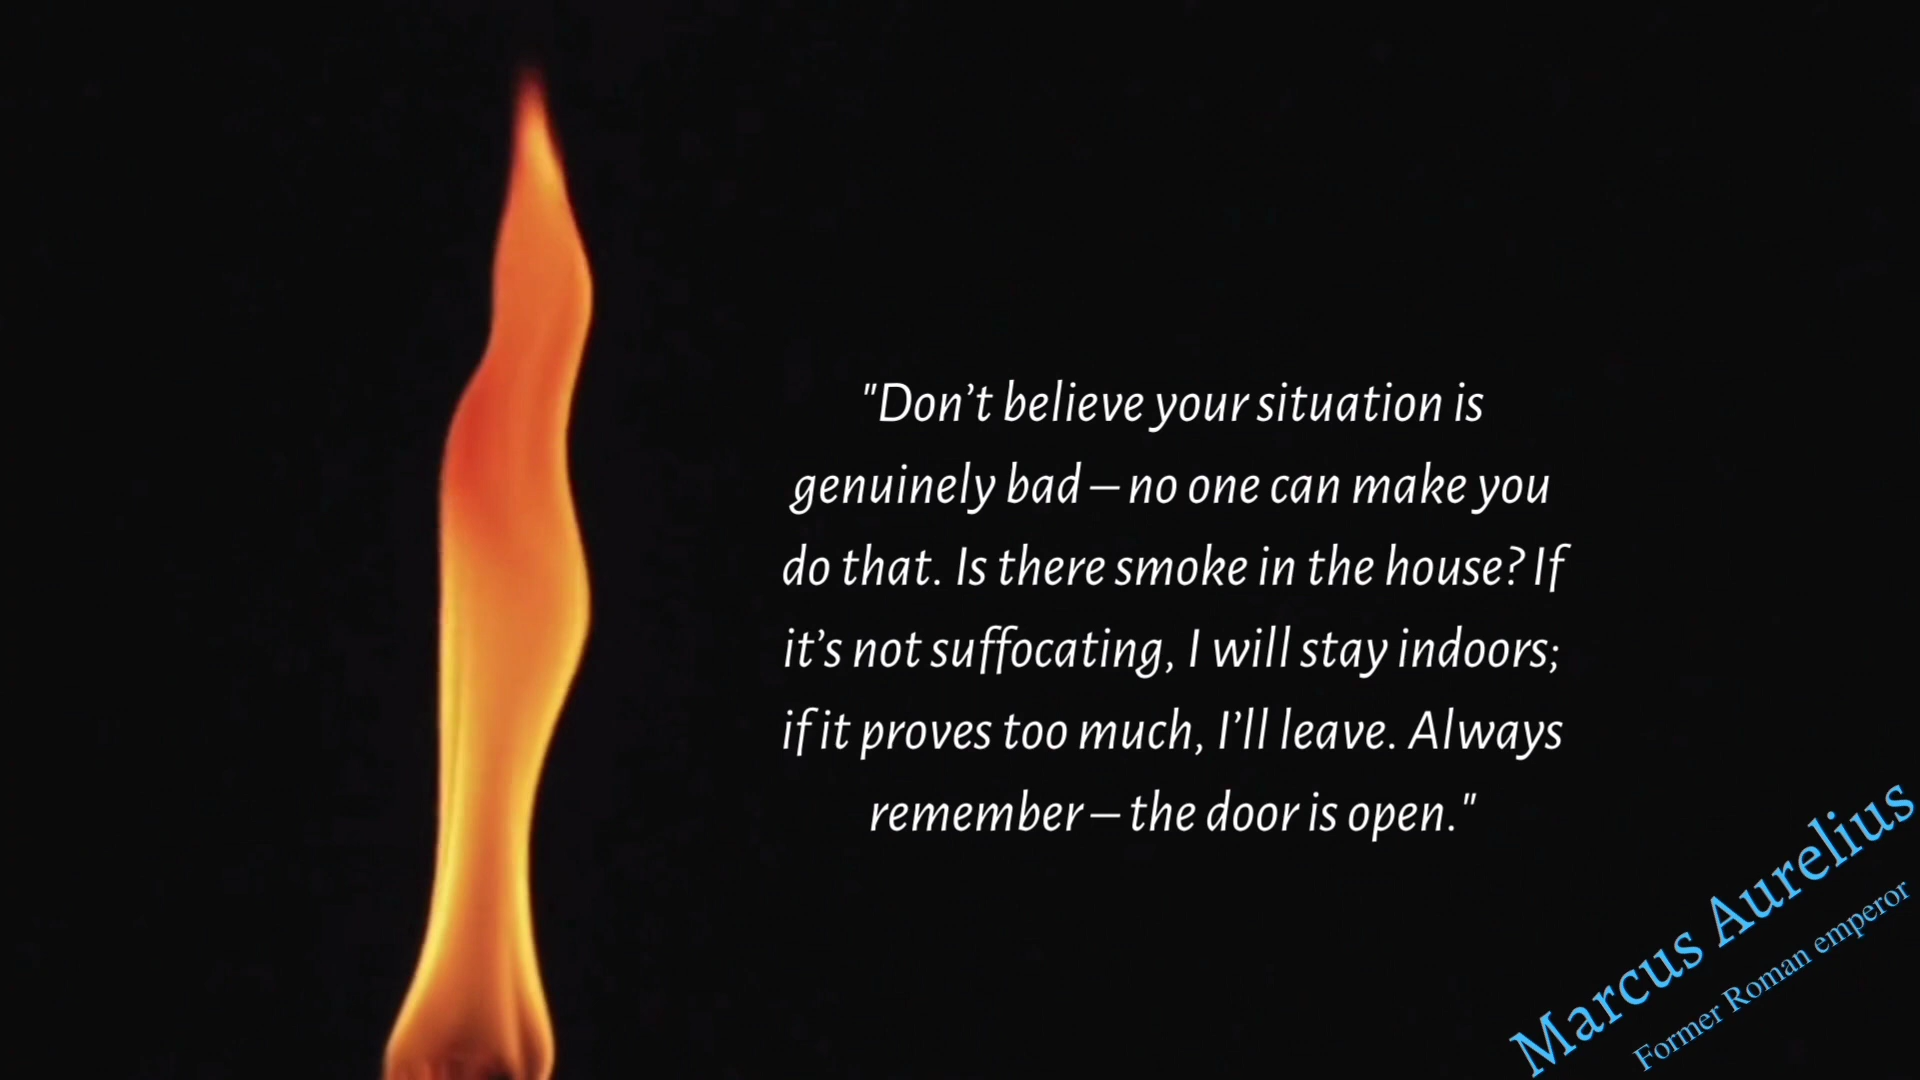 "Don’t believe your situation is
genuinely bad — no one can make you
do that. Is there smoke in the house? If
it’s not suffocating, I will stay indoors;
if it proves too much, I’ll leave. Always
remember — the door is open."
Marcus Aurelius
Former Roman emperor